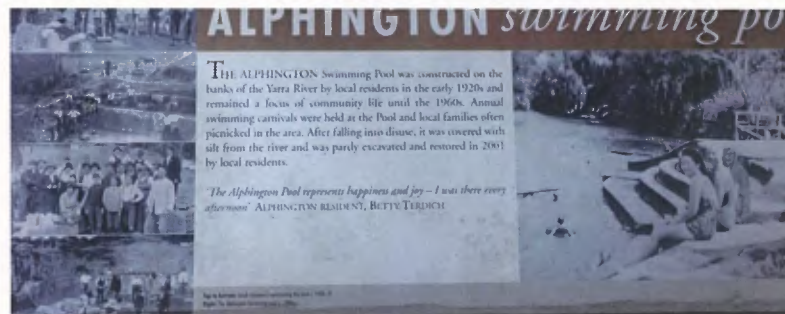 ALPHINGTON swimming po
THE ALPHINGTON Swimming Pool was constructed on the
banks of the Yarra River by local residents in the early 1920s and
remained a focus of community life until the 1960s. Annual
swimming carnivals were held at the Pool and local families often
picnicked in the area. After falling into disuse, it was covered with
silt from the river and was partly excavated and restored in 2001
by local residents.
'The Alphington Pool represents happiness and joy – I was there every
afternoon' ALPHINGTON RESIDENT, BETTY TERDICH